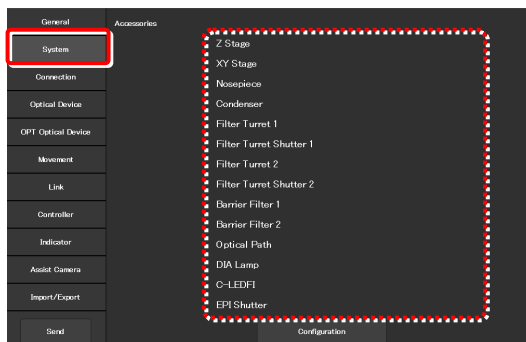 General
System
Connection
Optical Device
OPT Optical Device
Movement
Link
Controller
Indicator
Assist Camera
Import/Export
Send
Accessories
Z Stage
XY Stage
Nosepiece
Condenser
Filter Turret 1
Filter Turret Shutter 1
Filter Turret 2
Filter Turret Shutter 2
Barrier Filter 1
Barrier Filter 2
Optical Path
DIA Lamp
C-LEDFI
EPI Shutter
Configuration